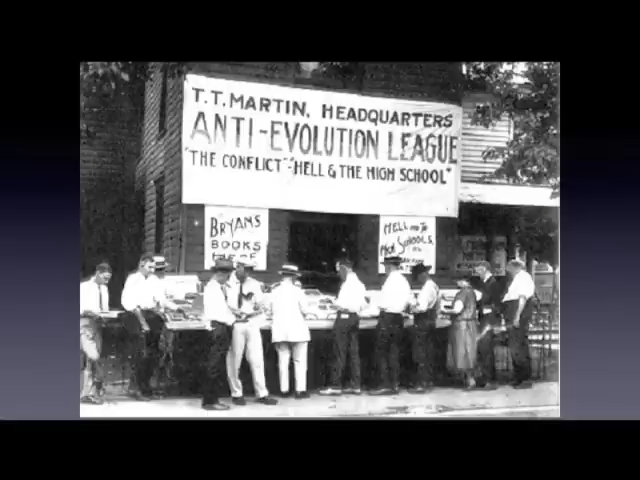 T.T. MARTIN, HEADQUARTERS
ANTI-EVOLUTION LEAGUE
"THE CONFLICT"-"HELL & THE HIGH SCHOOL"
BRYANS
BOOKS
HERE
HELL AND THE
HIGH SCHOOLS,